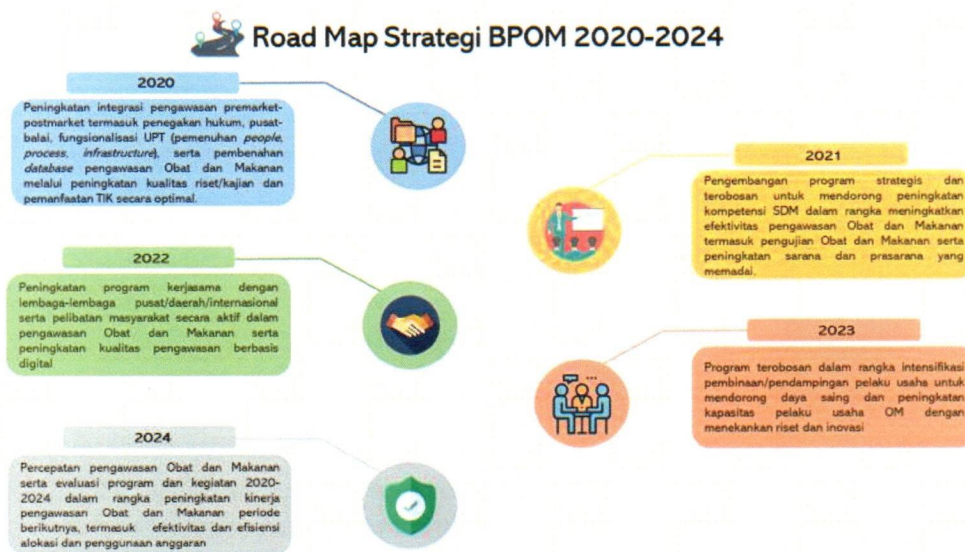 Road Map Strategi BPOM 2020-2024
2020
Peningkatan integrasi pengawasan premarket-
postmarket termasuk penegakan hukum, pusat-
balai, fungsionalisasi UPT (pemenuhan people,
process, infrastructure), serta pembenahan
database pengawasan Obat dan Makanan
melalui peningkatan kualitas riset/kajian dan
pemanfaatan TIK secara optimal.
2021
Pengembangan program strategis dan
terobosan untuk mendorong peningkatan
kompetensi SDM dalam rangka meningkatkan
efektivitas pengawasan Obat dan Makanan
termasuk pengujian Obat dan Makanan serta
peningkatan sarana dan prasarana yang
memadai.
2022
Peningkatan program kerjasama dengan
lembaga-lembaga pusat/daerah/internasional
serta pelibatan masyarakat secara aktif dalam
pengawasan Obat dan Makanan serta
peningkatan kualitas pengawasan berbasis
digital
2023
Program terobosan dalam rangka intensifikasi
pembinaan/pendampingan pelaku usaha untuk
mendorong daya saing dan peningkatan
kapasitas pelaku usaha OM dengan
menekankan riset dan inovasi
2024
Percepatan pengawasan Obat dan Makanan
serta evaluasi program dan kegiatan 2020-
2024 dalam rangka peningkatan kinerja
pengawasan Obat dan Makanan periode
berikutnya, termasuk efektivitas dan efisiensi
alokasi dan penggunaan anggaran